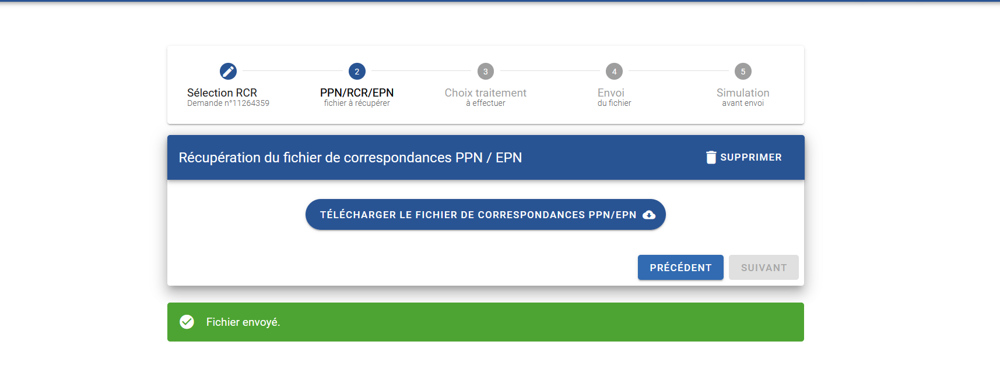 2
3
4
5
Sélection RCR
Demande n°11264359
PPN/RCR/EPN
fichier à récupérer
Choix traitement
à effectuer
Envoi
du fichier
Simulation
avant envoi
Récupération du fichier de correspondances PPN / EPN
SUPPRIMER
TÉLÉCHARGER LE FICHIER DE CORRESPONDANCES PPN/EPN
PRÉCÉDENT
SUIVANT
Fichier envoyé.